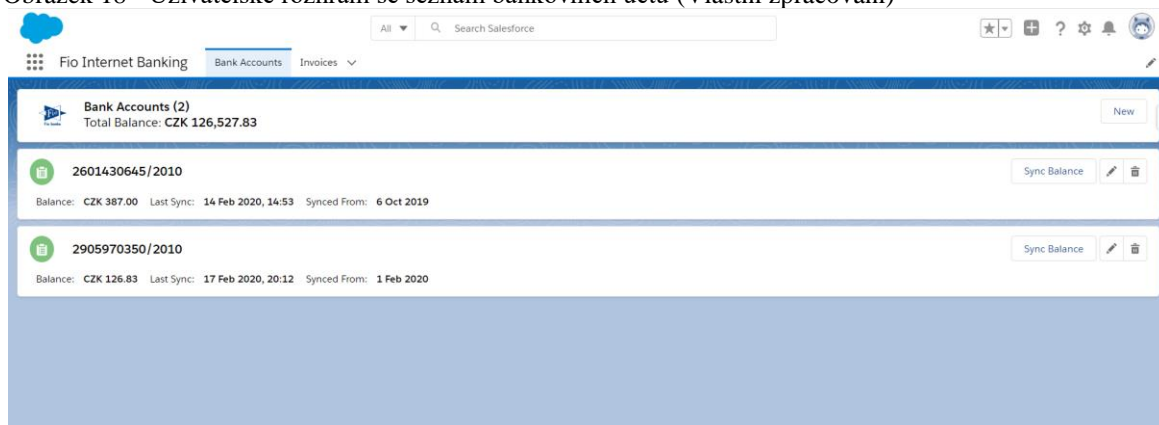 All Search Salesforce
Fio Internet Banking Bank Accounts Invoices
Bank Accounts (2) New
Total Balance: CZK 126,527.83
2601430645/2010 Sync Balance
Balance: CZK 387.00 Last Sync: 14 Feb 2020, 14:53 Synced From: 6 Oct 2019
2905970350/2010 Sync Balance
Balance: CZK 126.83 Last Sync: 17 Feb 2020, 20:12 Synced From: 1 Feb 2020